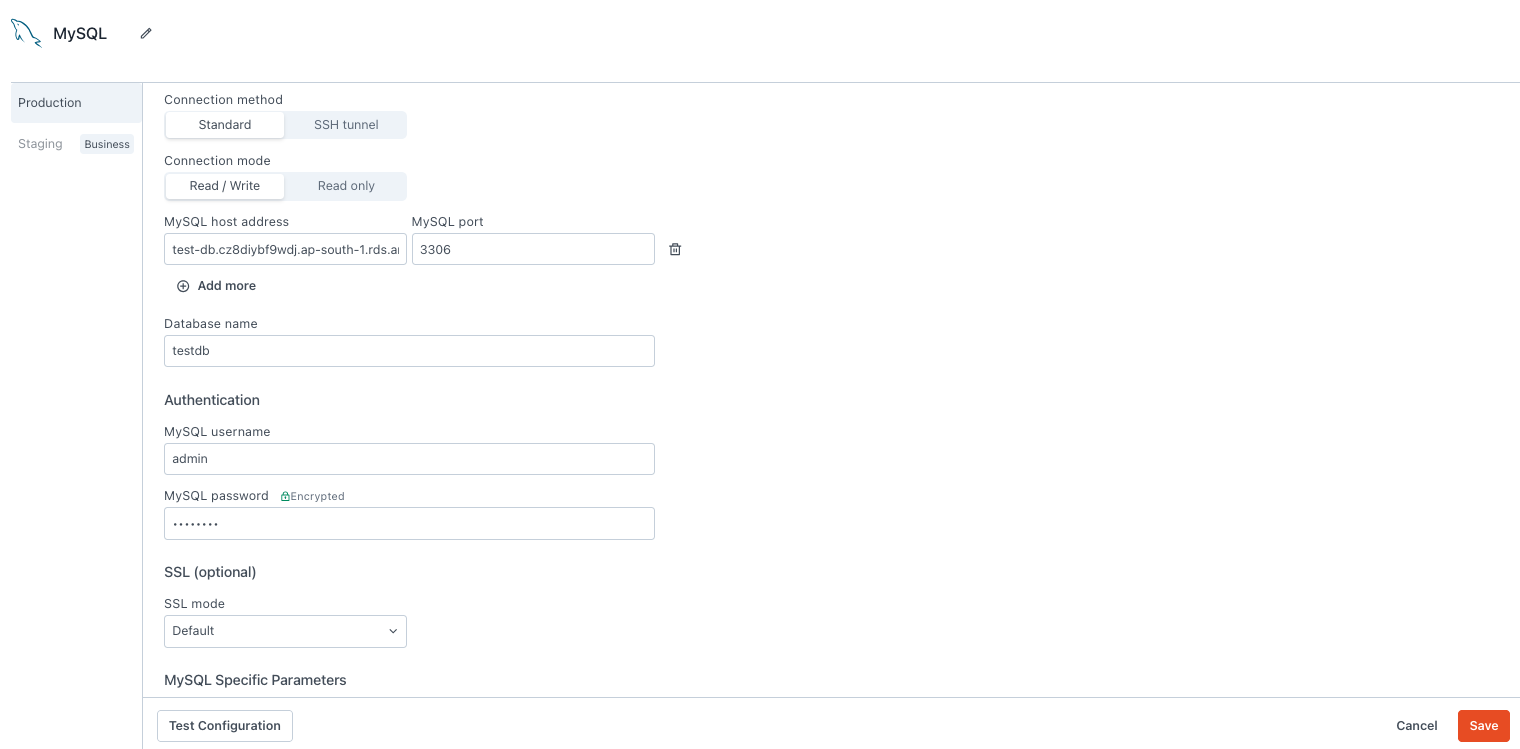 MySQL
Production
Staging Business
Connection method
Standard SSH tunnel
Connection mode
Read / Write Read only
MySQL host address MySQL port
test-db.cz8diybf9wdj.ap-south-1.rds.a 3306
Add more
Database name
testdb
Authentication
MySQL username
admin
MySQL password Encrypted
••••••••
SSL (optional)
SSL mode
Default
MySQL Specific Parameters
Test Configuration Cancel Save